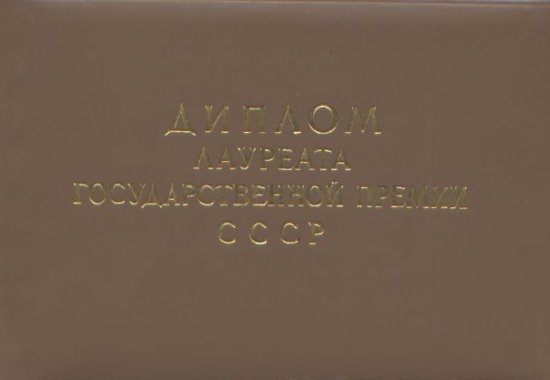 ДИПЛОМ
ЛАУРЕАТА
ГОСУДАРСТВЕННОЙ ПРЕМИИ
СССР